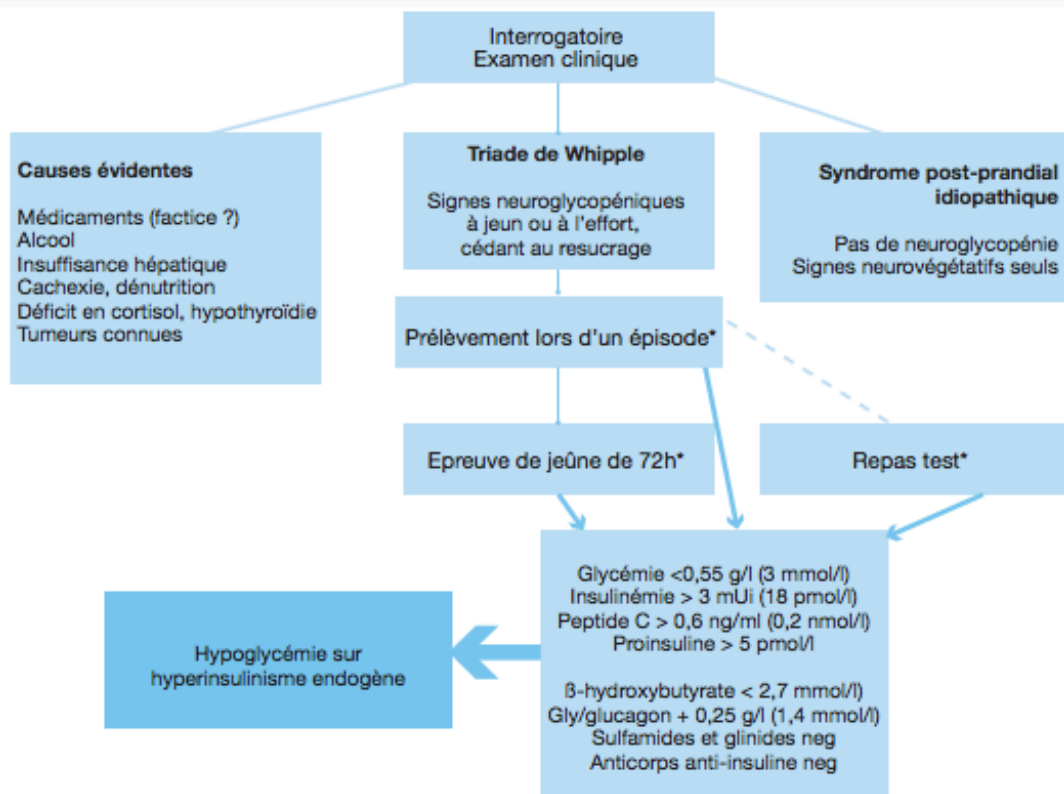 Interrogatoire
Examen clinique
Causes évidentes
Médicaments (factice ?)
Alcool
Insuffisance hépatique
Cachexie, dénutrition
Déficit en cortisol, hypothyroïdie
Tumeurs connues
Triade de Whipple
Signes neuroglycopéniques
à jeun ou à l'effort,
cédant au resucrage
Syndrome post-prandial
idiopathique
Pas de neuroglycopénie
Signes neurovégétatifs seuls
Prélèvement lors d'un épisode*
Epreuve de jeûne de 72h*
Repas test*
Glycémie <0,55 g/l (3 mmol/l)
Insulinémie > 3 mUi (18 pmol/l)
Peptide C > 0,6 ng/ml (0,2 nmol/l)
Proinsuline > 5 pmol/l
ß-hydroxybutyrate < 2,7 mmol/l)
Gly/glucagon + 0,25 g/l (1,4 mmol/l)
Sulfamides et glinides neg
Anticorps anti-insuline neg
Hypoglycémie sur
hyperinsulinisme endogène